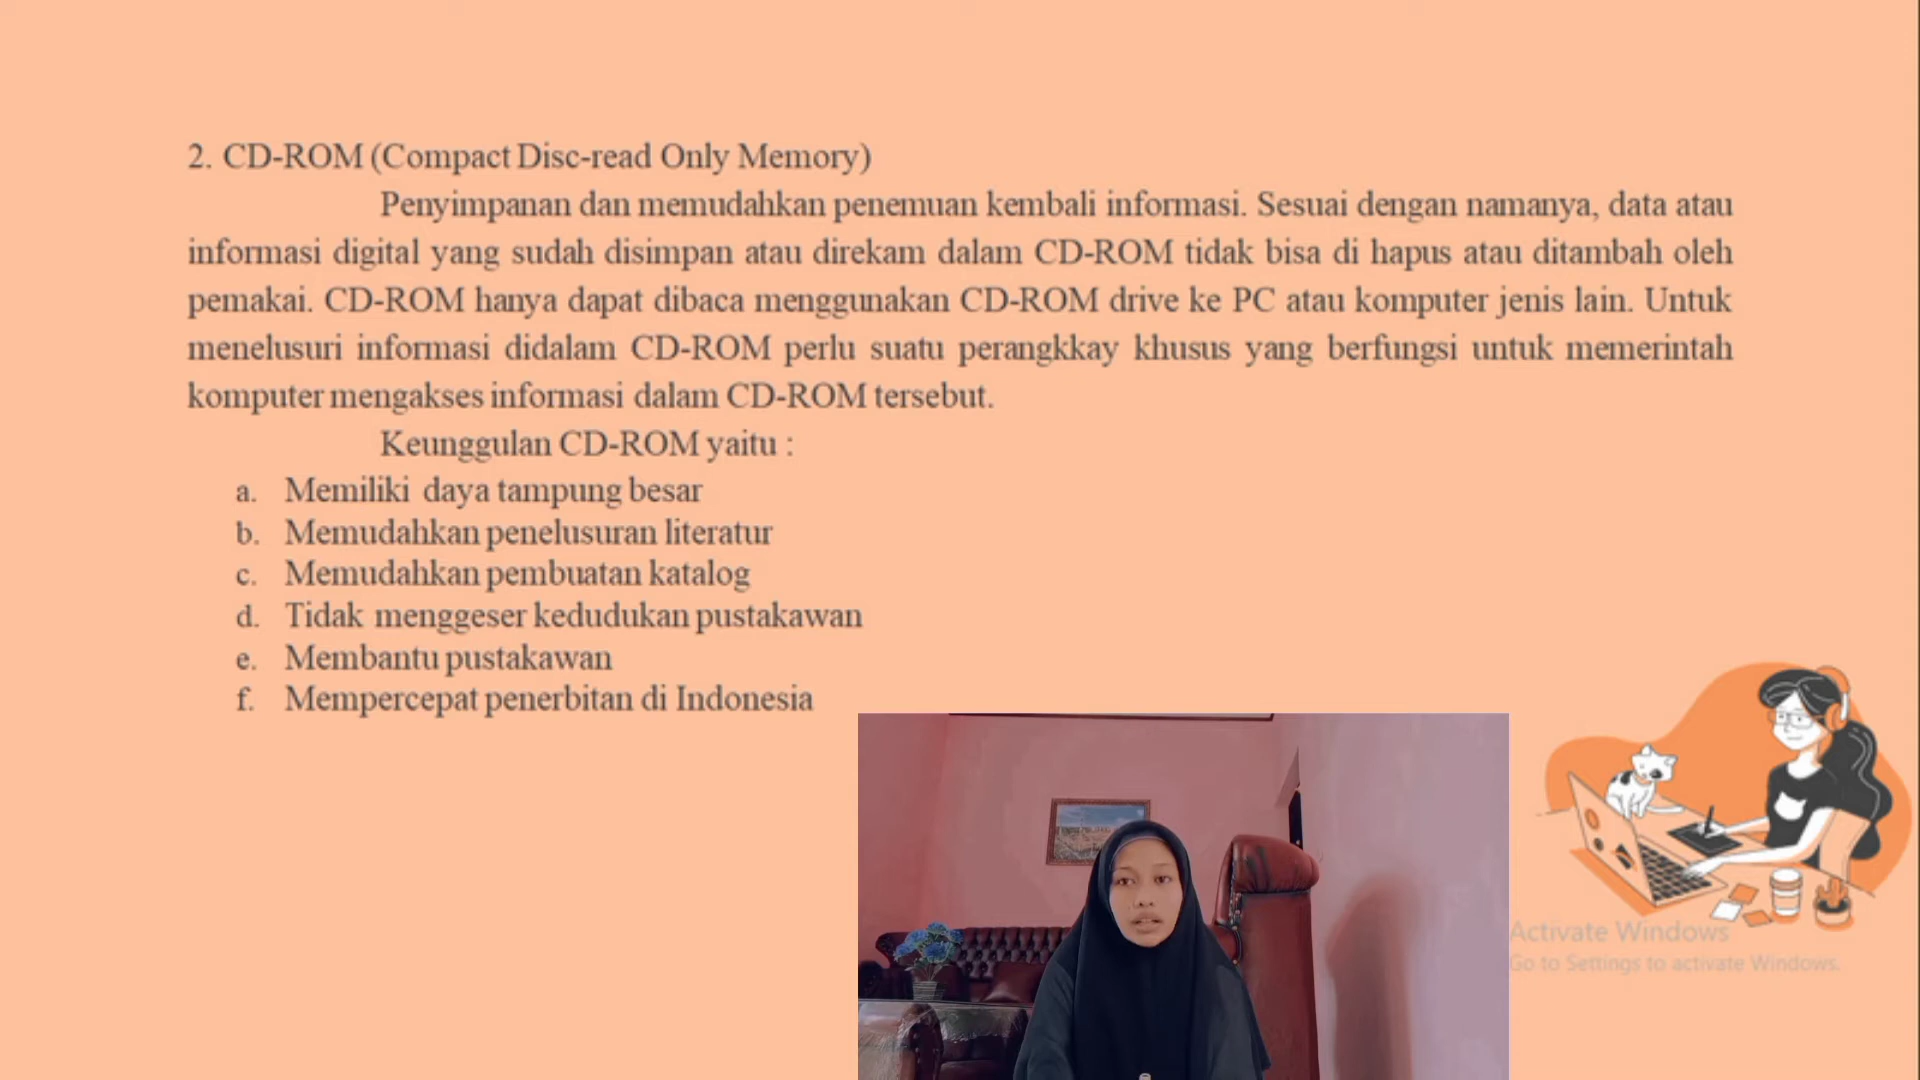 2. CD-ROM (Compact Disc-read Only Memory)
Penyimpanan dan memudahkan penemuan kembali informasi. Sesuai dengan namanya, data atau
informasi digital yang sudah disimpan atau direkam dalam CD-ROM tidak bisa di hapus atau ditambah oleh
pemakai. CD-ROM hanya dapat dibaca menggunakan CD-ROM drive ke PC atau komputer jenis lain. Untuk
menelusuri informasi didalam CD-ROM perlu suatu perangkkay khusus yang berfungsi untuk memerintah
komputer mengakses informasi dalam CD-ROM tersebut.
Keunggulan CD-ROM yaitu :
a. Memiliki daya tampung besar
b. Memudahkan penelusuran literatur
c. Memudahkan pembuatan katalog
d. Tidak menggeser kedudukan pustakawan
e. Membantu pustakawan
f. Mempercepat penerbitan di Indonesia
Activate Windows
Go to Settings to activate Windows.